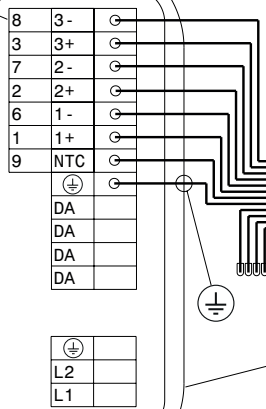 8 3-
3 3+
7 2-
2 2+
6 1-
1 1+
9 NTC
DA
DA
DA
DA
L2
L1